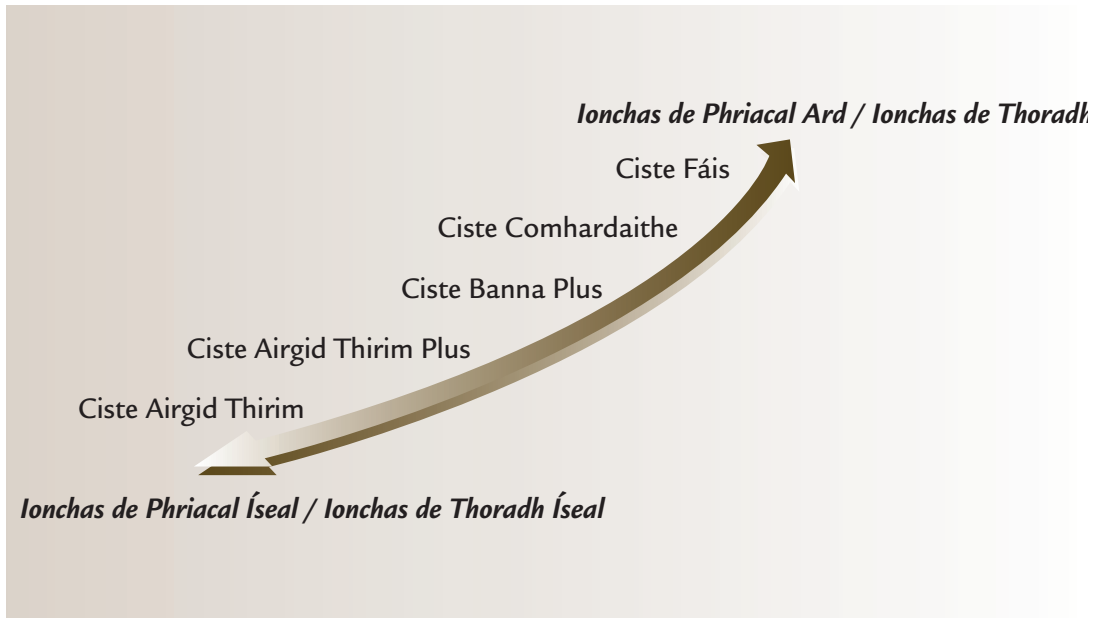 Ionchas de Phriacal Ard / Ionchas de Thoradh
Ciste Fáis
Ciste Comhardaithe
Ciste Banna Plus
Ciste Airgid Thirim Plus
Ciste Airgid Thirim
Ionchas de Phriacal Íseal / Ionchas de Thoradh Íseal